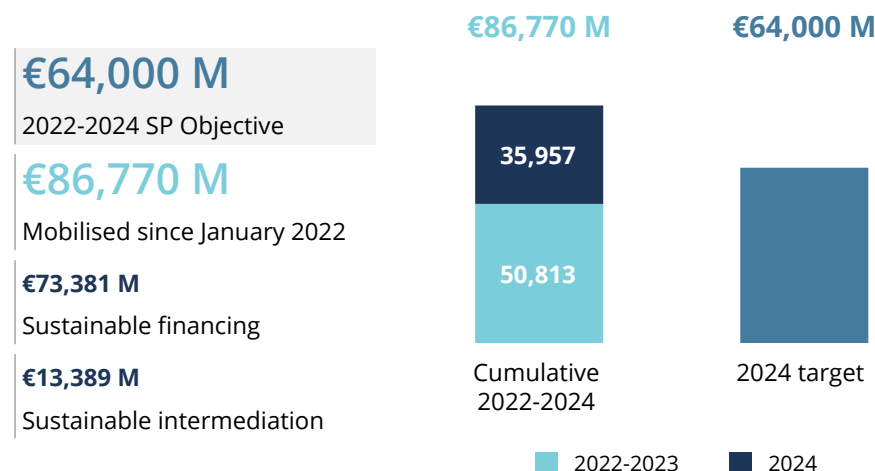 €64,000 M
2022-2024 SP Objective
€86,770 M
Mobilised since January 2022
€73,381 M
Sustainable financing
€13,389 M
Sustainable intermediation
€86,770 M
€64,000 M
35,957
50,813
Cumulative
2022-2024
2024 target
2022-2023
2024